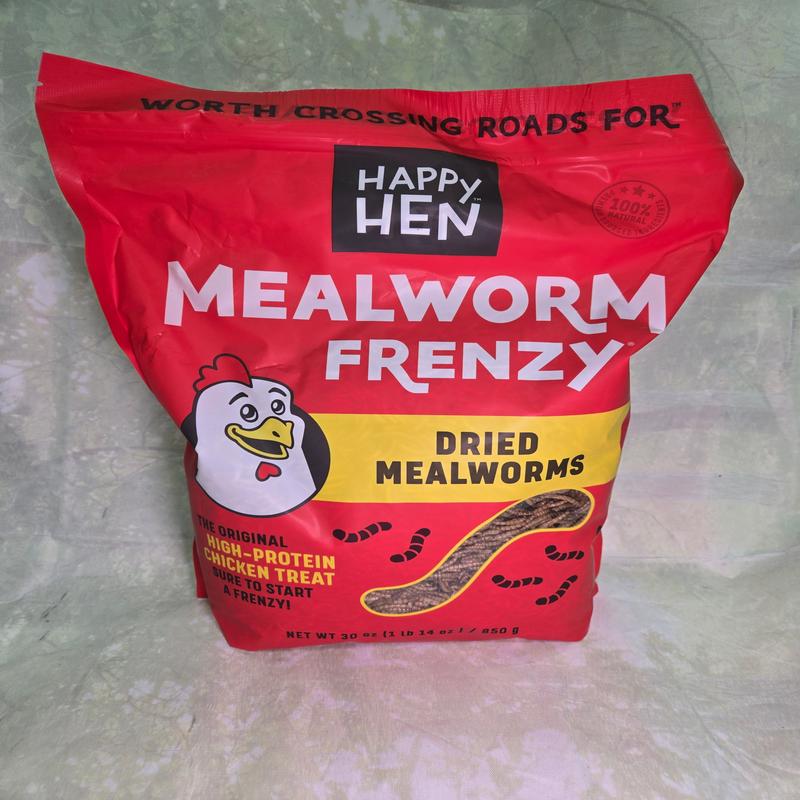 WORTH CROSSING ROADS FOR™
HAPPY
HEN™
100%
NATURAL
MEALWORM
FRENZY®
DRIED
MEALWORMS
THE ORIGINAL
HIGH-PROTEIN
CHICKEN TREAT
SURE TO START
A FRENZY!
NET WT 30 oz (1 lb 14 oz) / 850 g